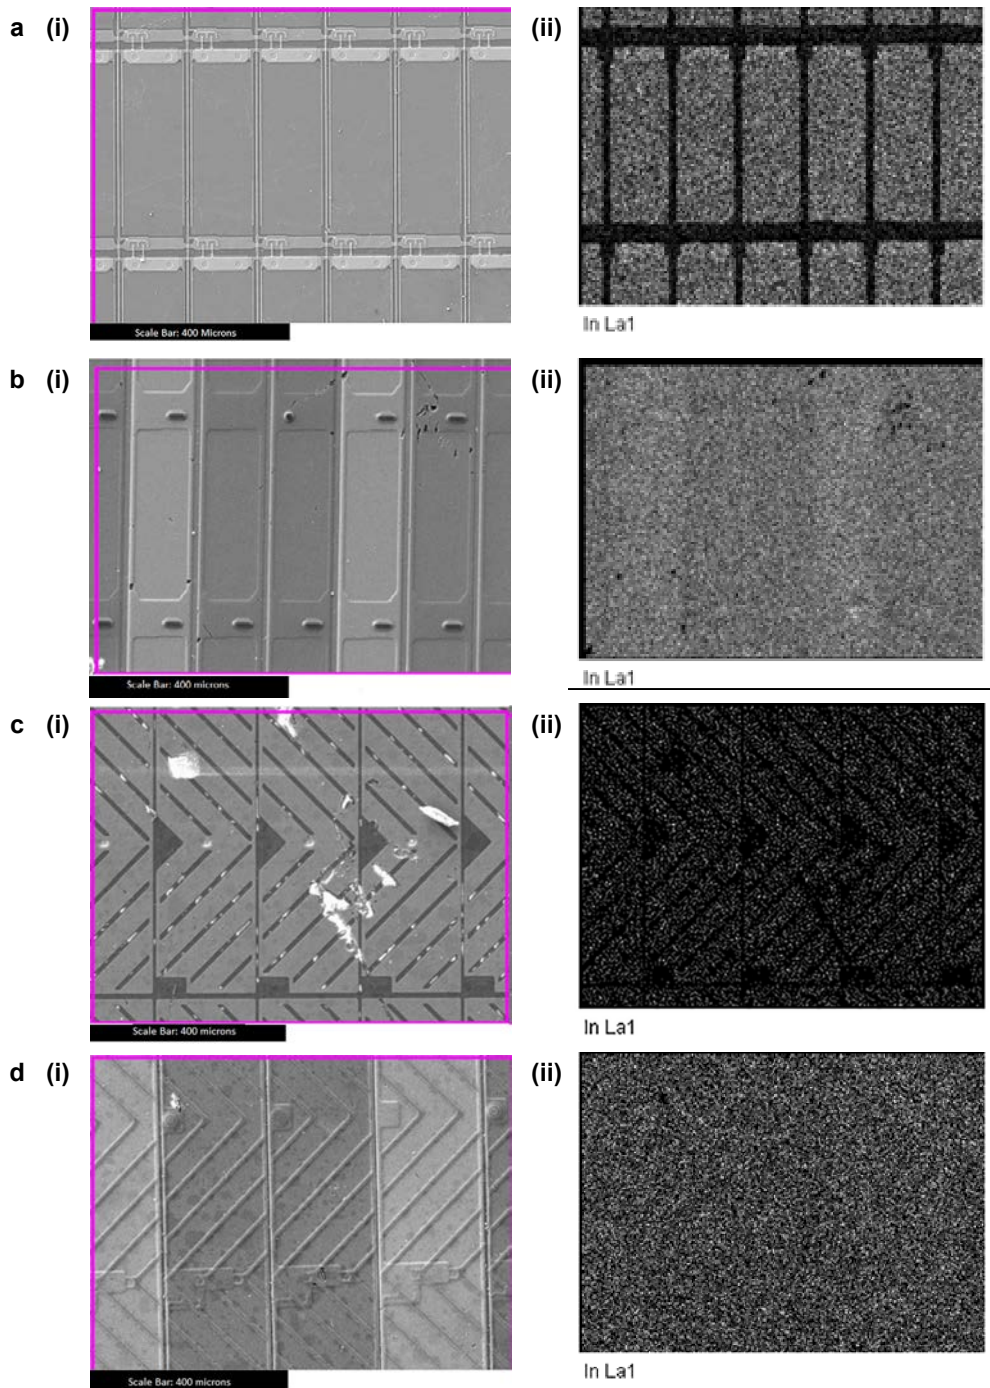 a (i) (ii)
Scale Bar: 400 Microns
In La1
b (i) (ii)
Scale Bar: 400 microns
In La1
c (i) (ii)
Scale Bar: 400 microns
In La1
d (i) (ii)
Scale Bar: 400 microns
In La1